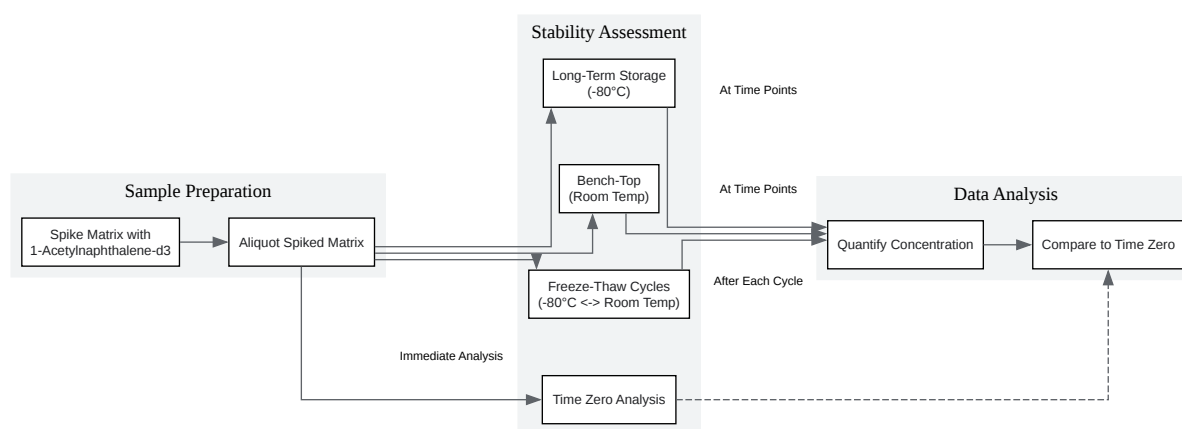 Stability Assessment
Long-Term Storage
(-80°C)
At Time Points
Bench-Top
(Room Temp)
At Time Points
Sample Preparation
Spike Matrix with
1-Acetylnaphthalene-d3
Aliquot Spiked Matrix
Data Analysis
Quantify Concentration
Compare to Time Zero
Freeze-Thaw Cycles
(-80°C <-> Room Temp)
After Each Cycle
Immediate Analysis
Time Zero Analysis